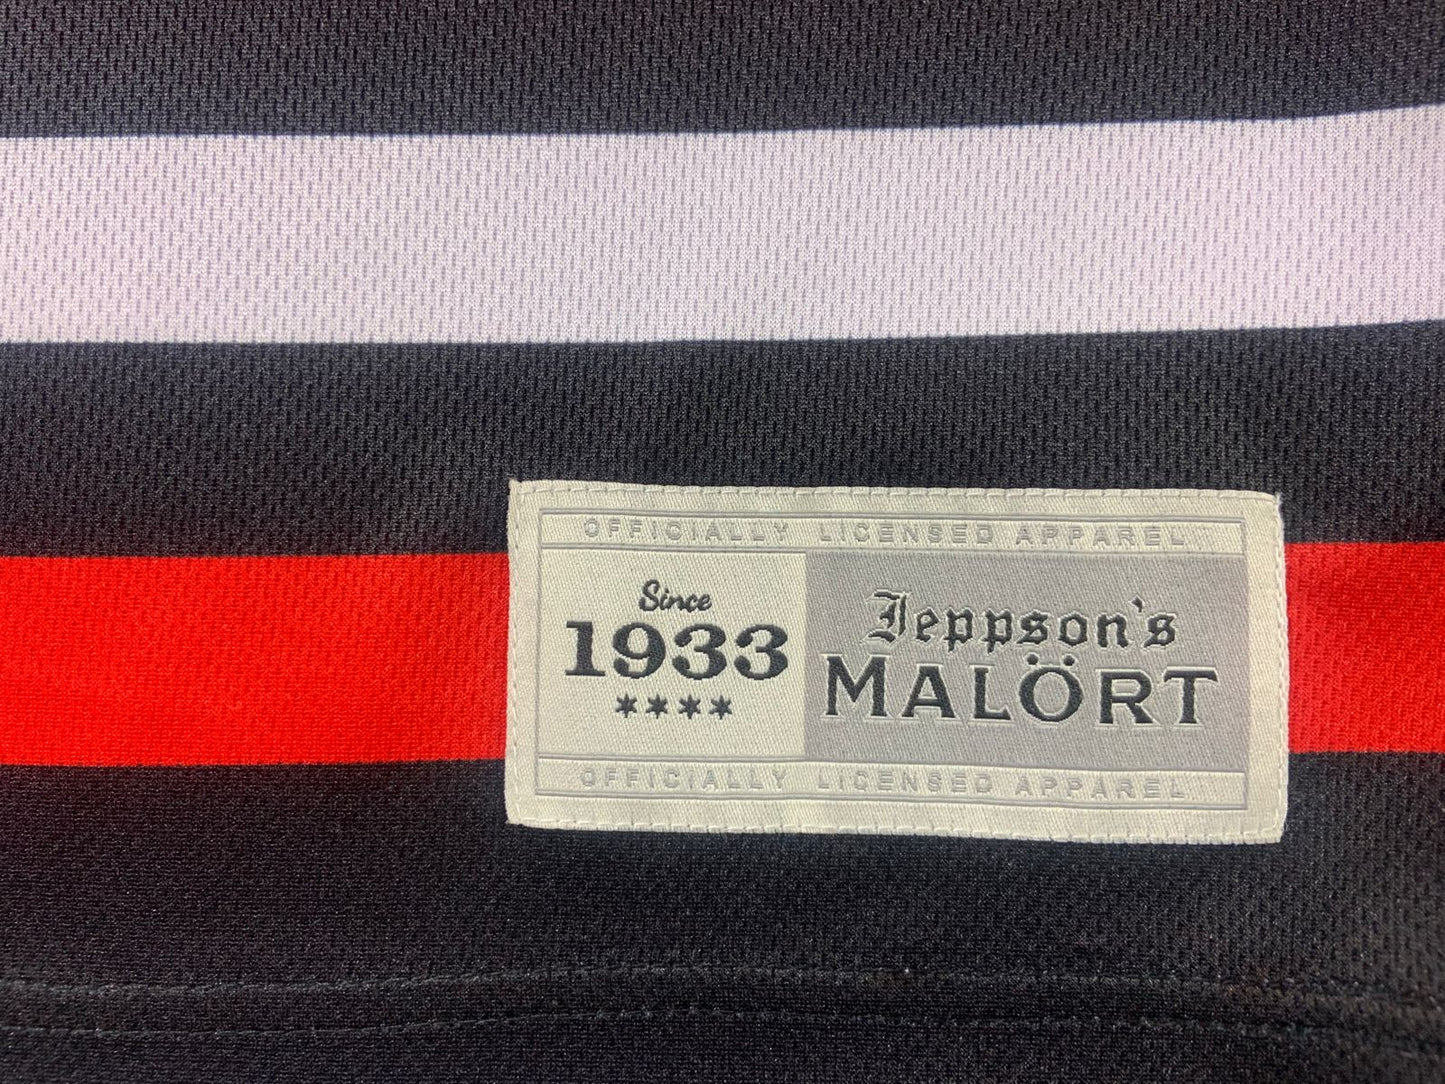 OFFICIALLY LICENSED APPAREL
Since
1933
****
Jeppson's
MALÖRT
OFFICIALLY LICENSED APPAREL